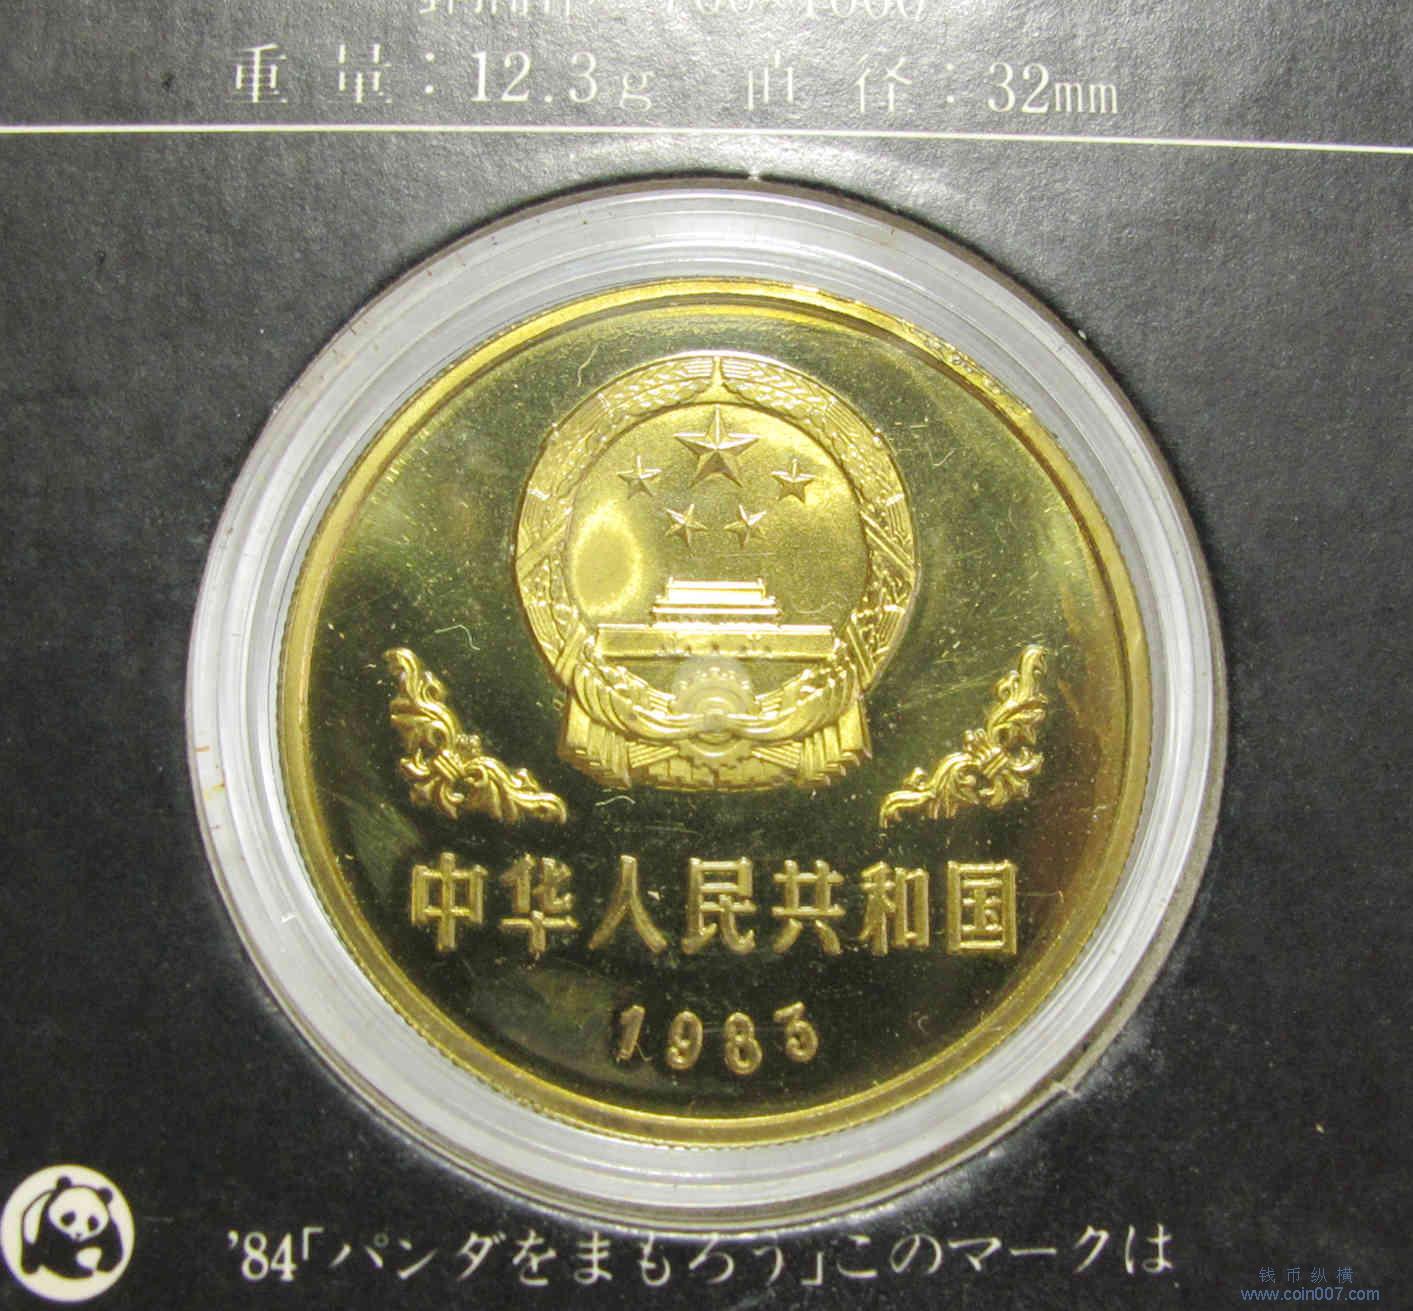 重量：12.3g 直径：32mm
中华人民共和国
1983
'84「パンダをまもろう」このマークは
钱币纵横
www.coin007.com